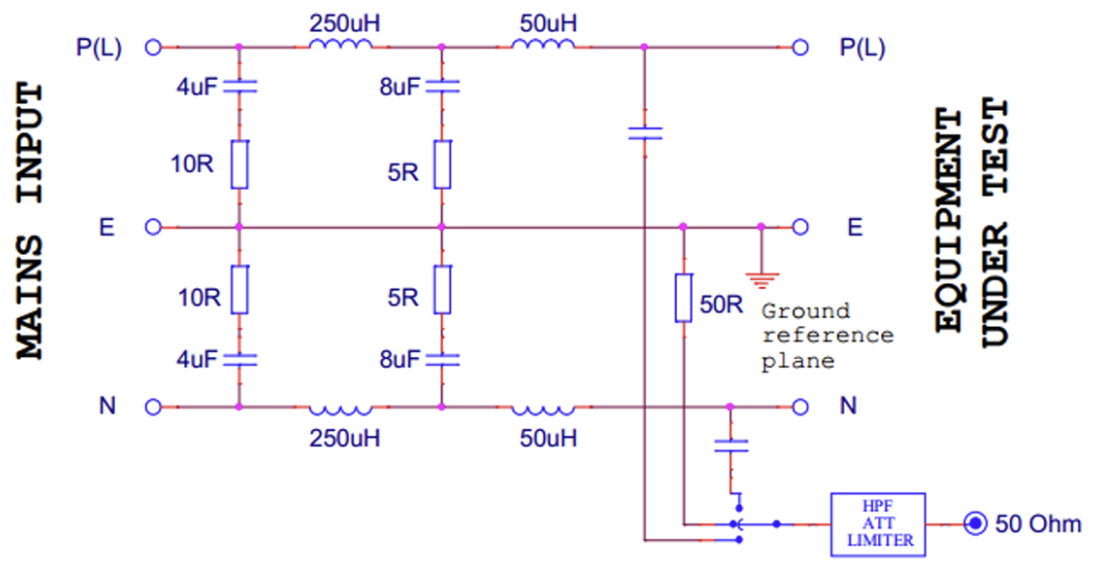 250uH
50uH
P(L)
P(L)
4uF
8uF
10R
5R
MAINS INPUT
E
E
EQUIPMENT
UNDER TEST
10R
5R
50R
Ground
reference
plane
4uF
8uF
N
N
250uH
50uH
HPF
ATT
LIMITER
50 Ohm